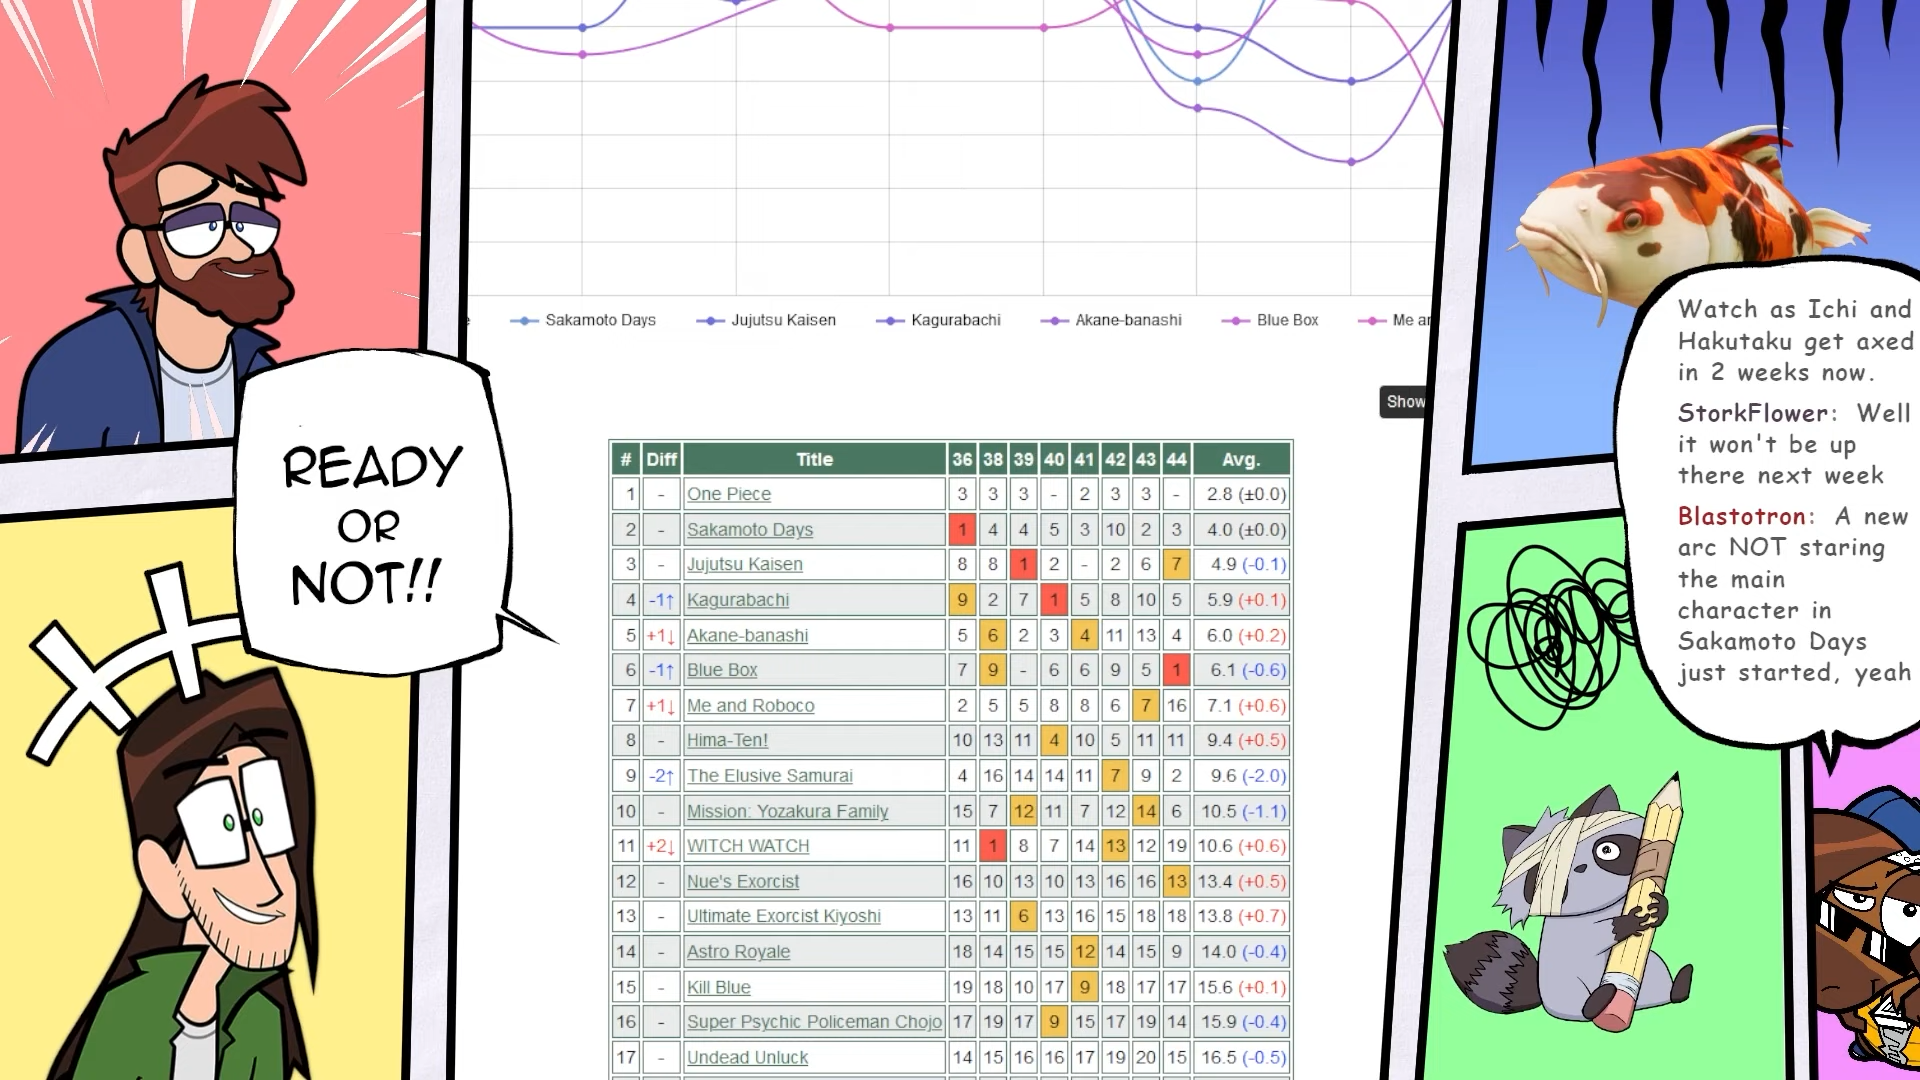 Sakamoto Days Jujutsu Kaisen Kagurabachi Akane-banashi Blue Box Me
Show
READY
OR
NOT!!
# Diff Title 36 38 39 40 41 42 43 44 Avg.
1 - One Piece 3 3 3 - 2 3 3 - 2.8 (±0.0)
2 - Sakamoto Days 1 4 4 5 3 10 2 3 4.0 (±0.0)
3 - Jujutsu Kaisen 8 8 1 2 - 2 6 7 4.9 (-0.1)
4 -1↑ Kagurabachi 9 2 7 1 5 8 10 5 5.9 (+0.1)
5 +1↓ Akane-banashi 5 6 2 3 4 11 13 4 6.0 (+0.2)
6 -1↑ Blue Box 7 9 - 6 6 9 5 1 6.1 (-0.6)
7 +1↓ Me and Roboco 2 5 5 8 8 6 7 16 7.1 (+0.6)
8 - Hima-Ten! 10 13 11 4 10 5 11 11 9.4 (+0.5)
9 -2↑ The Elusive Samurai 4 16 14 14 11 7 9 2 9.6 (-2.0)
10 - Mission: Yozakura Family 15 7 12 11 7 12 14 6 10.5 (-1.1)
11 +2↓ WITCH WATCH 11 1 8 7 14 13 12 19 10.6 (+0.6)
12 - Nue's Exorcist 16 10 13 10 13 16 16 13 13.4 (+0.5)
13 - Ultimate Exorcist Kiyoshi 13 11 6 13 16 15 18 18 13.8 (+0.7)
14 - Astro Royale 18 14 15 15 12 14 15 9 14.0 (-0.4)
15 - Kill Blue 19 18 10 17 9 18 17 17 15.6 (+0.1)
16 - Super Psychic Policeman Chojo 17 19 17 9 15 17 19 14 15.9 (-0.4)
17 - Undead Unluck 14 15 16 16 17 19 20 15 16.5 (-0.5)
Watch as Ichi and
Hakutaku get axed
in 2 weeks now.
StorkFlower: Well
it won't be up
there next week
Blastotron: A new
arc NOT staring
the main
character in
Sakamoto Days
just started, yeah